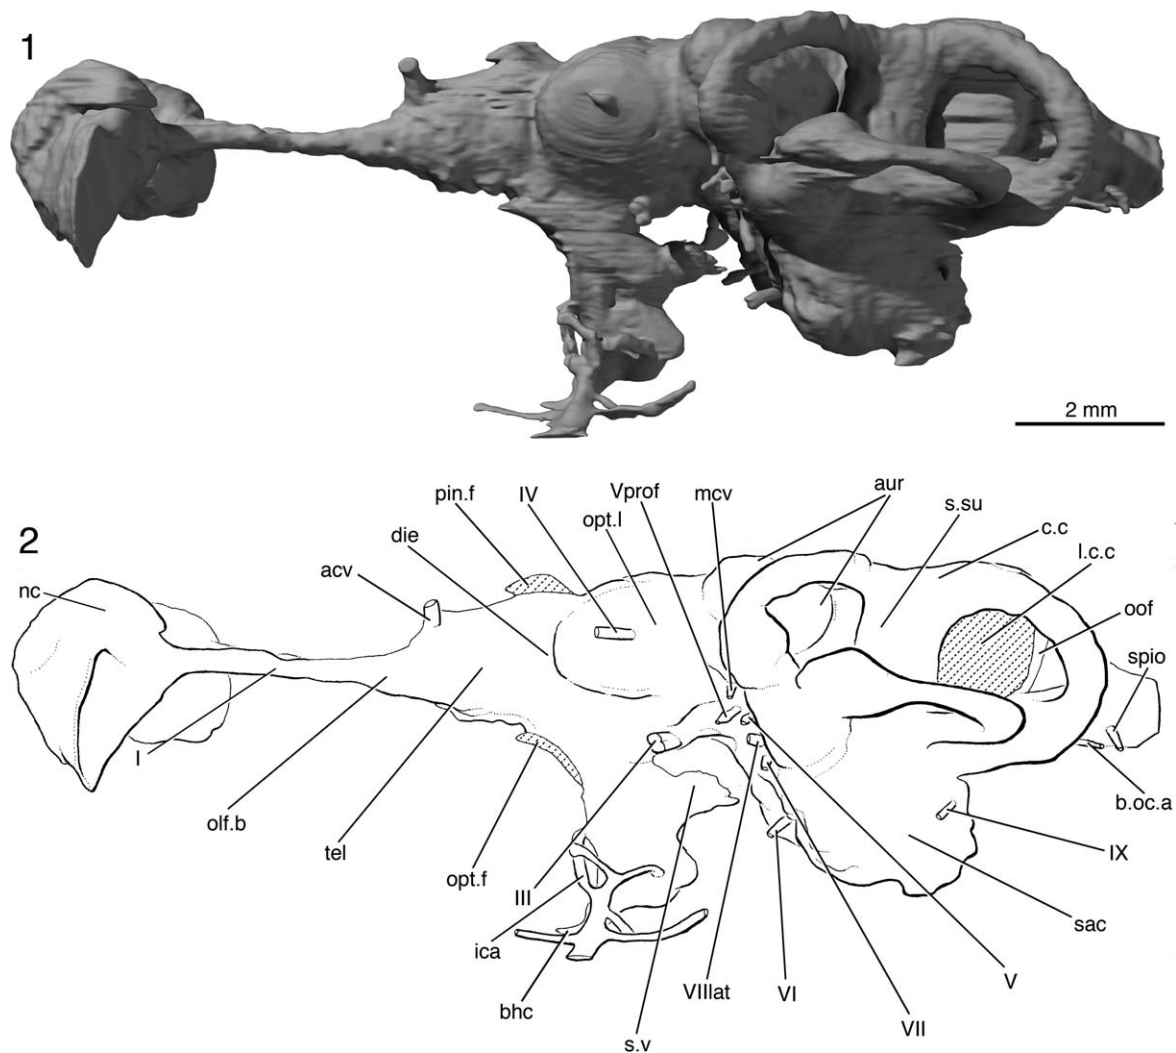 1
2 mm
2
pin.f
IV
Vprof
mcv
aur
die
opt.l
s.su
c.c
l.c.c
oof
spio
acv
nc
I
olf.b
tel
opt.f
III
ica
bhc
s.v
VIIlat
VI
VII
V
sac
IX
b.oc.a